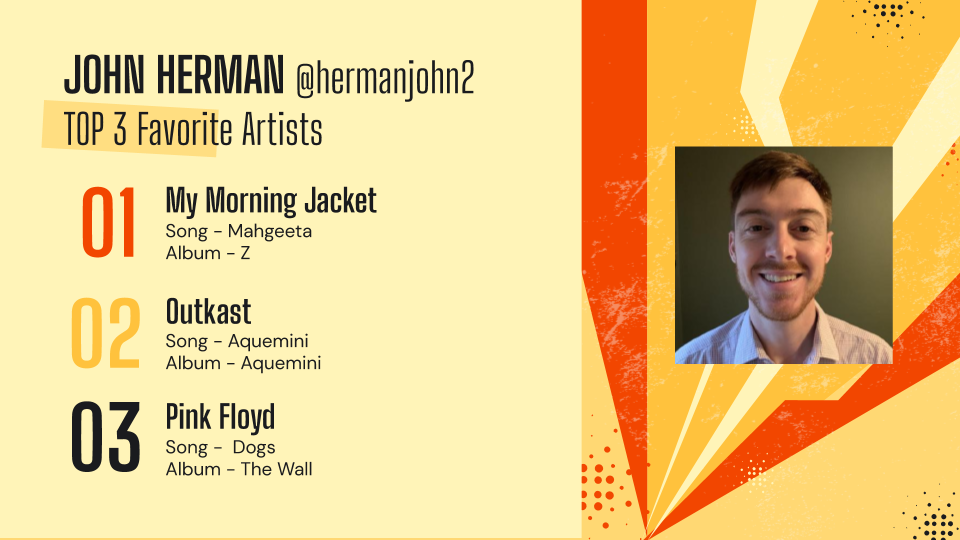 JOHN HERMAN @hermanjohn2
TOP 3 Favorite Artists
01
My Morning Jacket
Song - Mahgeeta
Album - Z
02
Outkast
Song - Aquemini
Album - Aquemini
03
Pink Floyd
Song -  Dogs
Album - The Wall